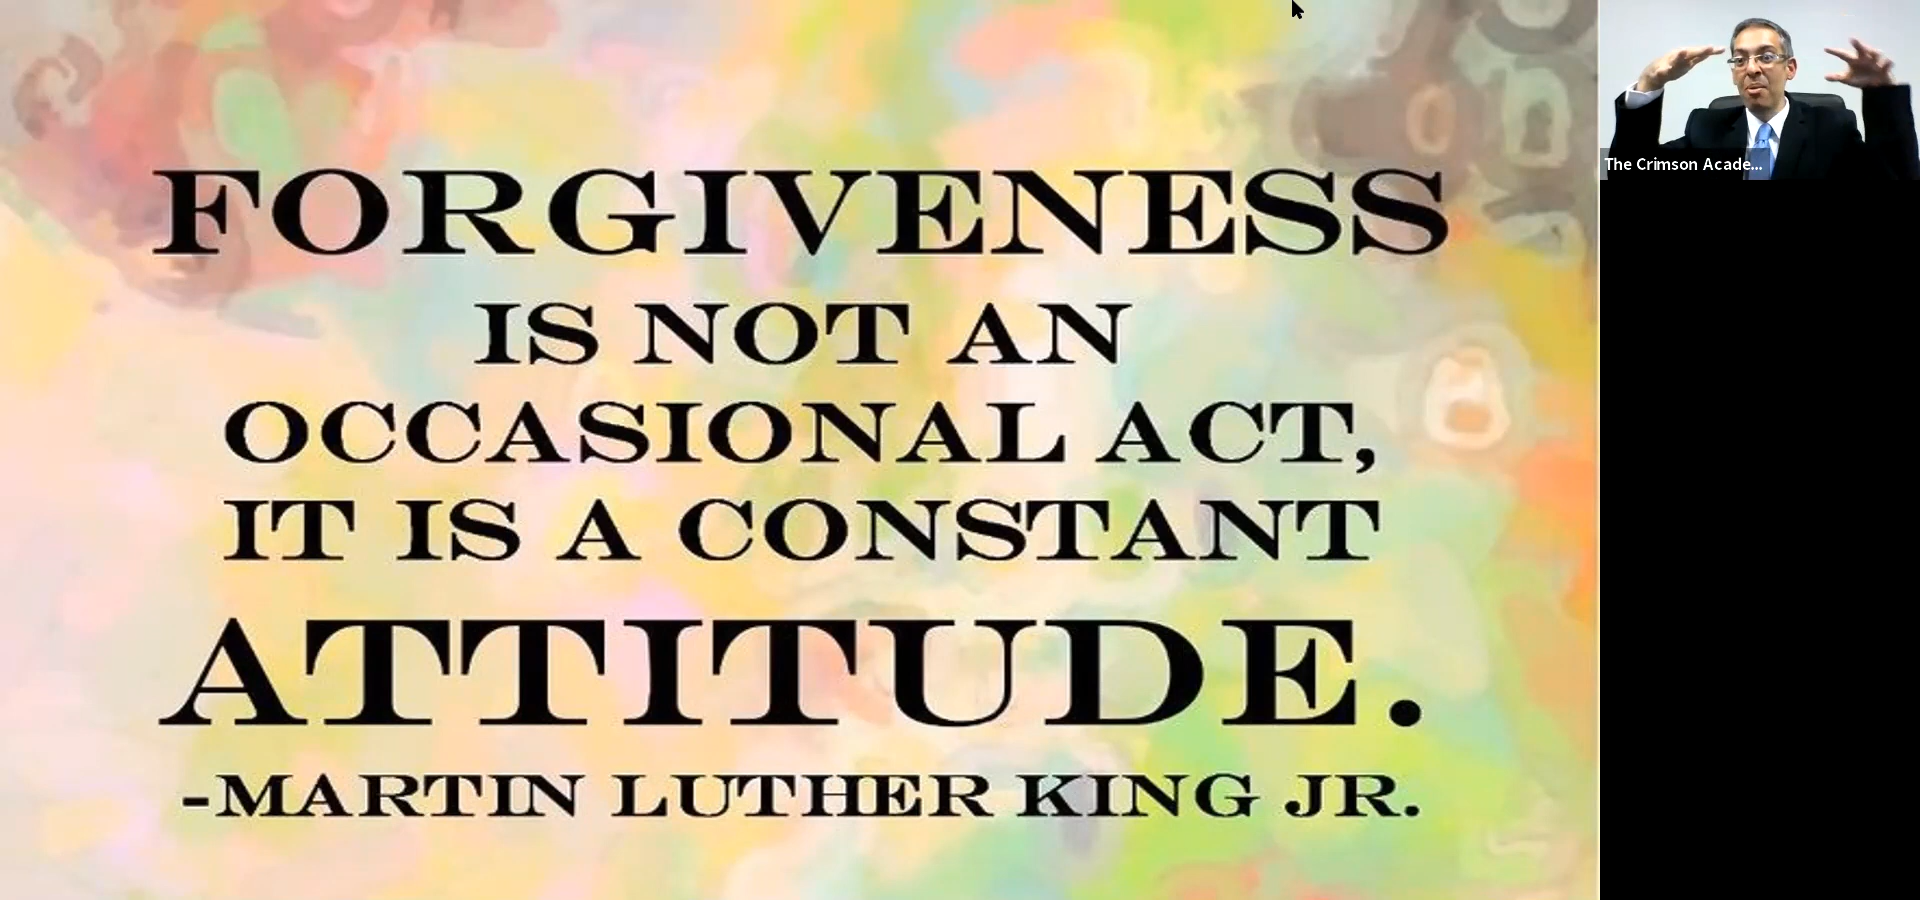 FORGIVENESS
IS NOT AN
OCCASIONAL ACT,
IT IS A CONSTANT
ATTITUDE.
-MARTIN LUTHER KING JR.
The Crimson Acade...